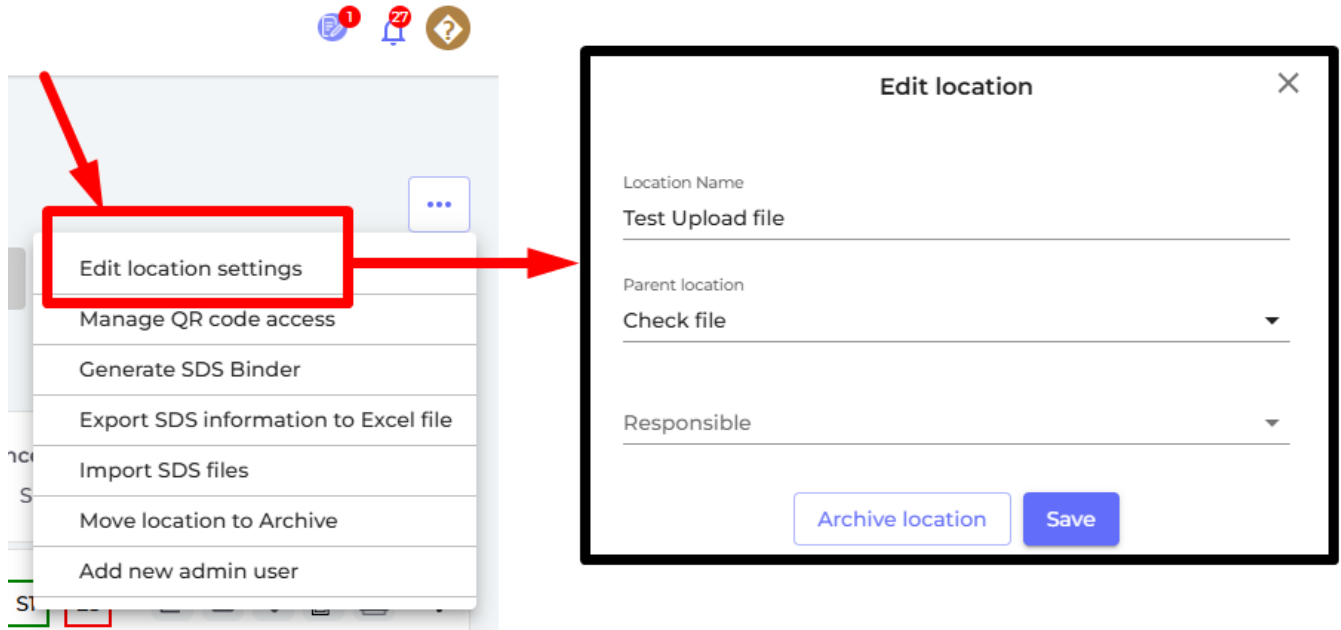 1
27
Edit location settings
Manage QR code access
Generate SDS Binder
Export SDS information to Excel file
Import SDS files
Move location to Archive
Add new admin user
Edit location
Location Name
Test Upload file
Parent location
Check file
Responsible
Archive location
Save